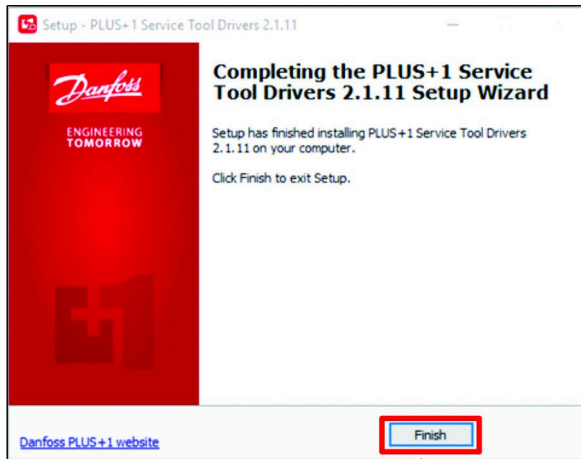 Setup - PLUS+1 Service Tool Drivers 2.1.11
Danfoss
ENGINEERING
TOMORROW
Completing the PLUS+1 Service
Tool Drivers 2.1.11 Setup Wizard
Setup has finished installing PLUS+1 Service Tool Drivers
2.1.11 on your computer.
Click Finish to exit Setup.
+1
Danfoss PLUS+1 website
Finish